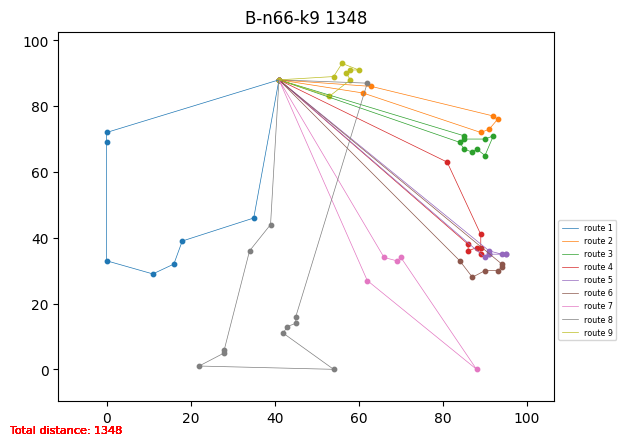 B-n66-k9 1348
100
80
60
40
20
0
0 20 40 60 80 100
route 1
route 2
route 3
route 4
route 5
route 6
route 7
route 8
route 9
Total distance: 1348